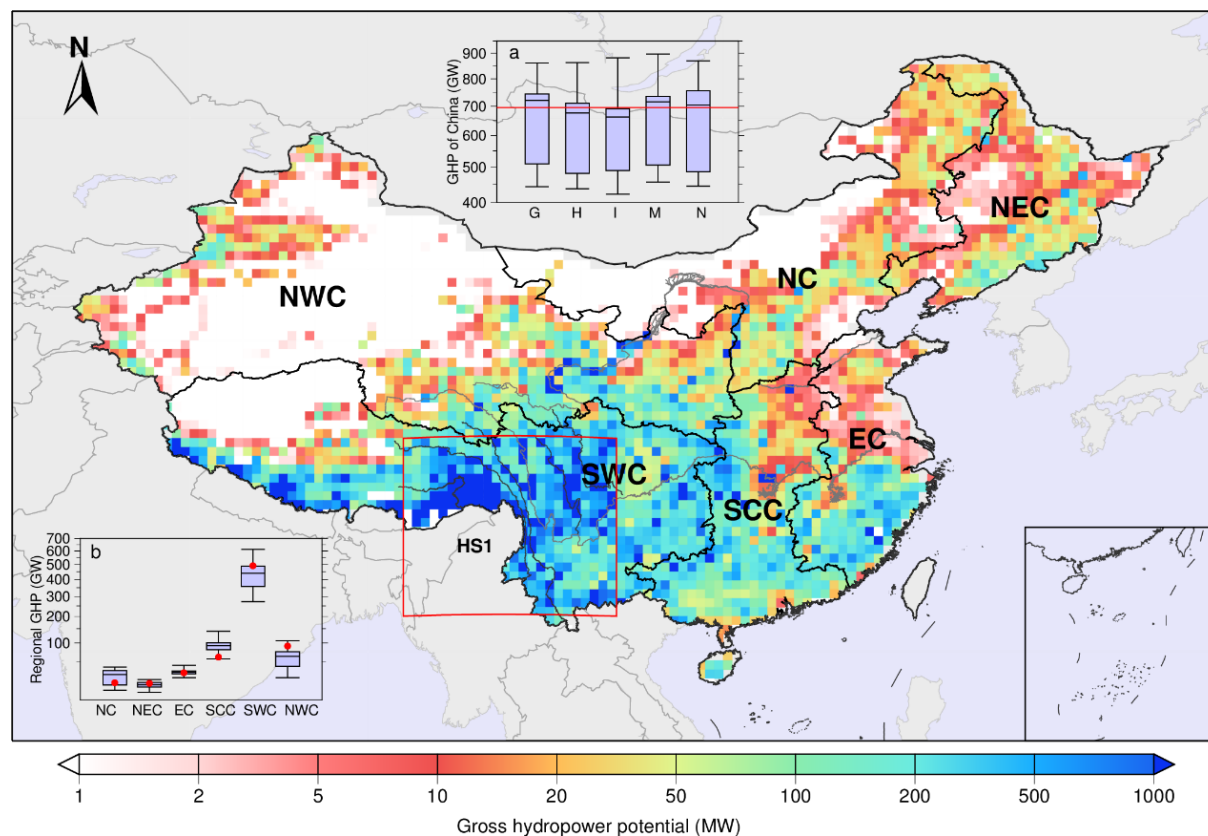 N
a
900
800
700
600
500
400
GHP of China (GW)
G H I M N
NEC
NC
NWC
EC
SWC
SCC
HS1
b
700
600
500
400
300
200
100
Regional GHP (GW)
NC NEC EC SCC SWC NWC
1 2 5 10 20 50 100 200 500 1000
Gross hydropower potential (MW)